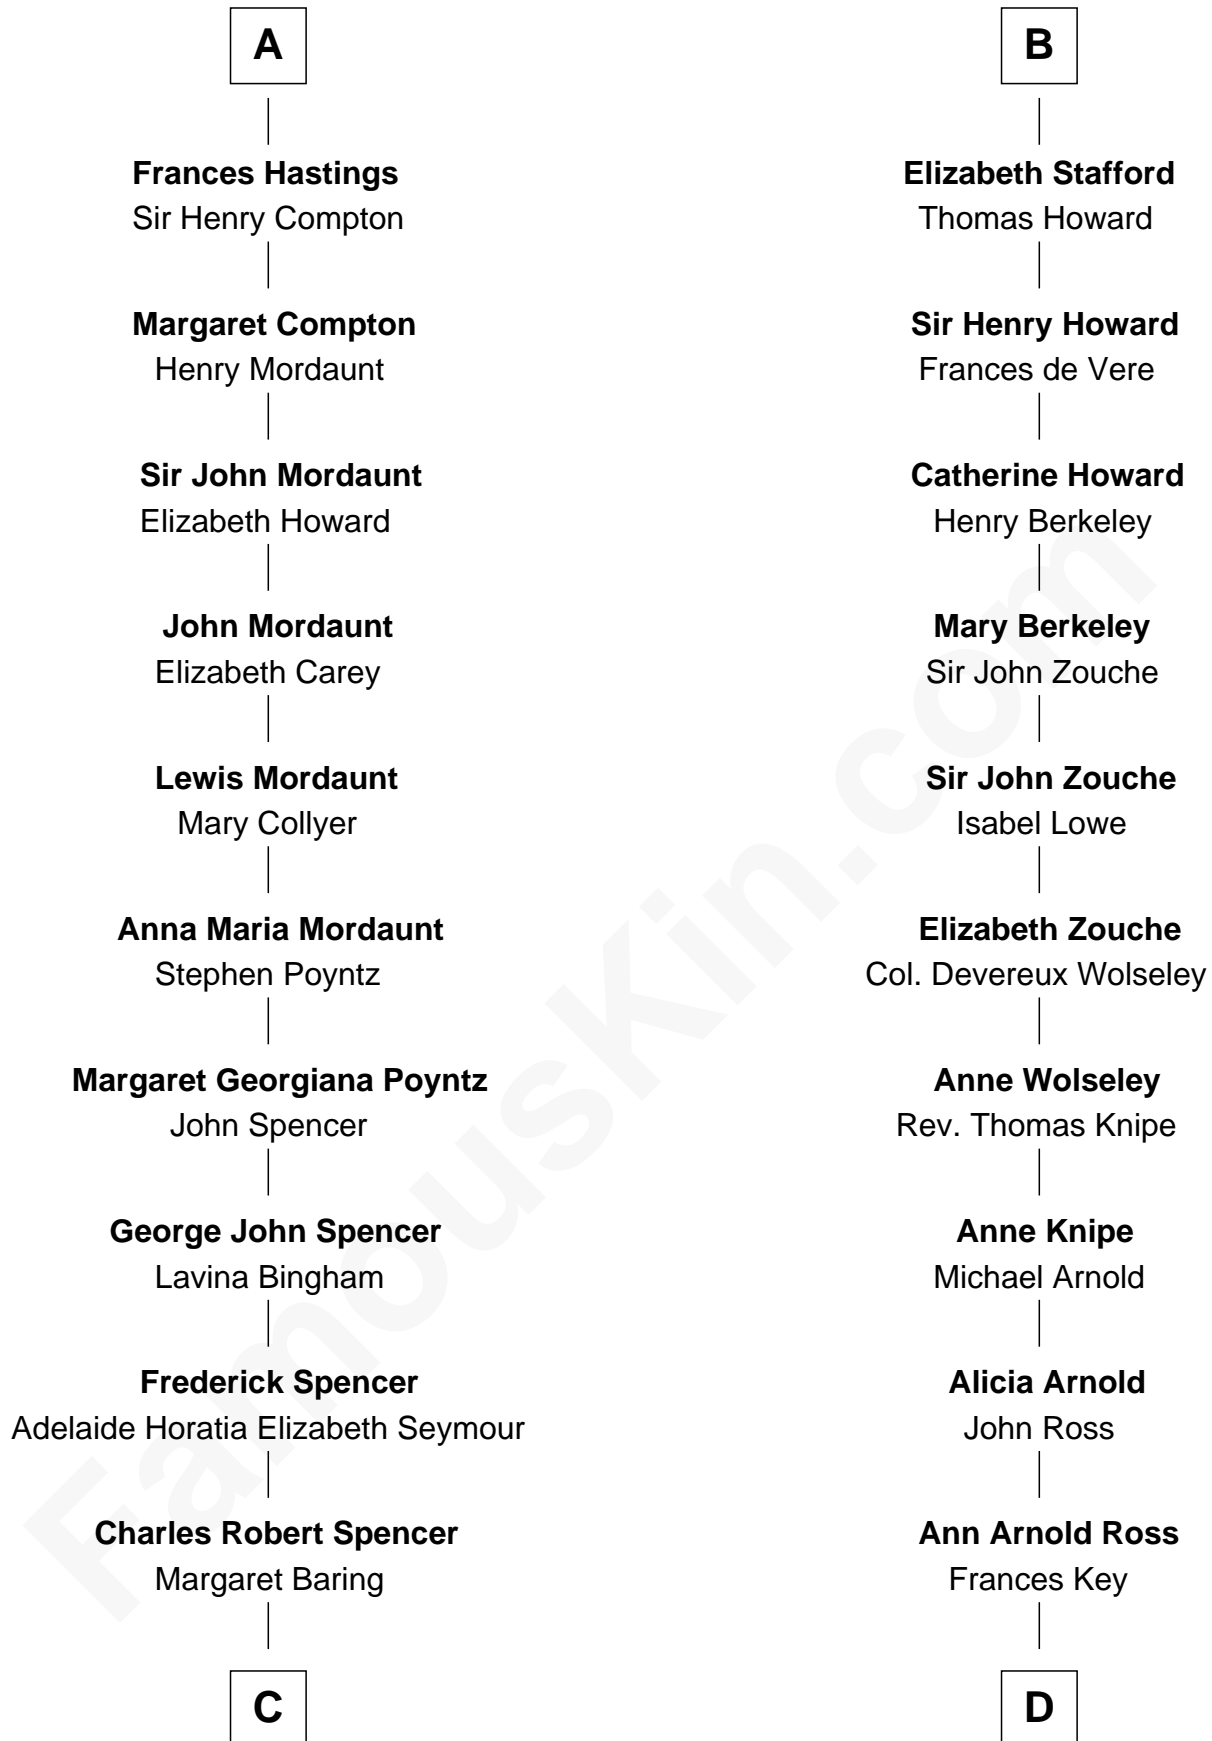 A
Frances Hastings
Sir Henry Compton
Margaret Compton
Henry Mordaunt
Sir John Mordaunt
Elizabeth Howard
John Mordaunt
Elizabeth Carey
Lewis Mordaunt
Mary Collyer
Anna Maria Mordaunt
Stephen Poyntz
Margaret Georgiana Poyntz
John Spencer
George John Spencer
Lavina Bingham
Frederick Spencer
Adelaide Horatia Elizabeth Seymour
Charles Robert Spencer
Margaret Baring
C
B
Elizabeth Stafford
Thomas Howard
Sir Henry Howard
Frances de Vere
Catherine Howard
Henry Berkeley
Mary Berkeley
Sir John Zouche
Sir John Zouche
Isabel Lowe
Elizabeth Zouche
Col. Devereux Wolseley
Anne Wolseley
Rev. Thomas Knipe
Anne Knipe
Michael Arnold
Alicia Arnold
John Ross
Ann Arnold Ross
Frances Key
D
FamousKin.com